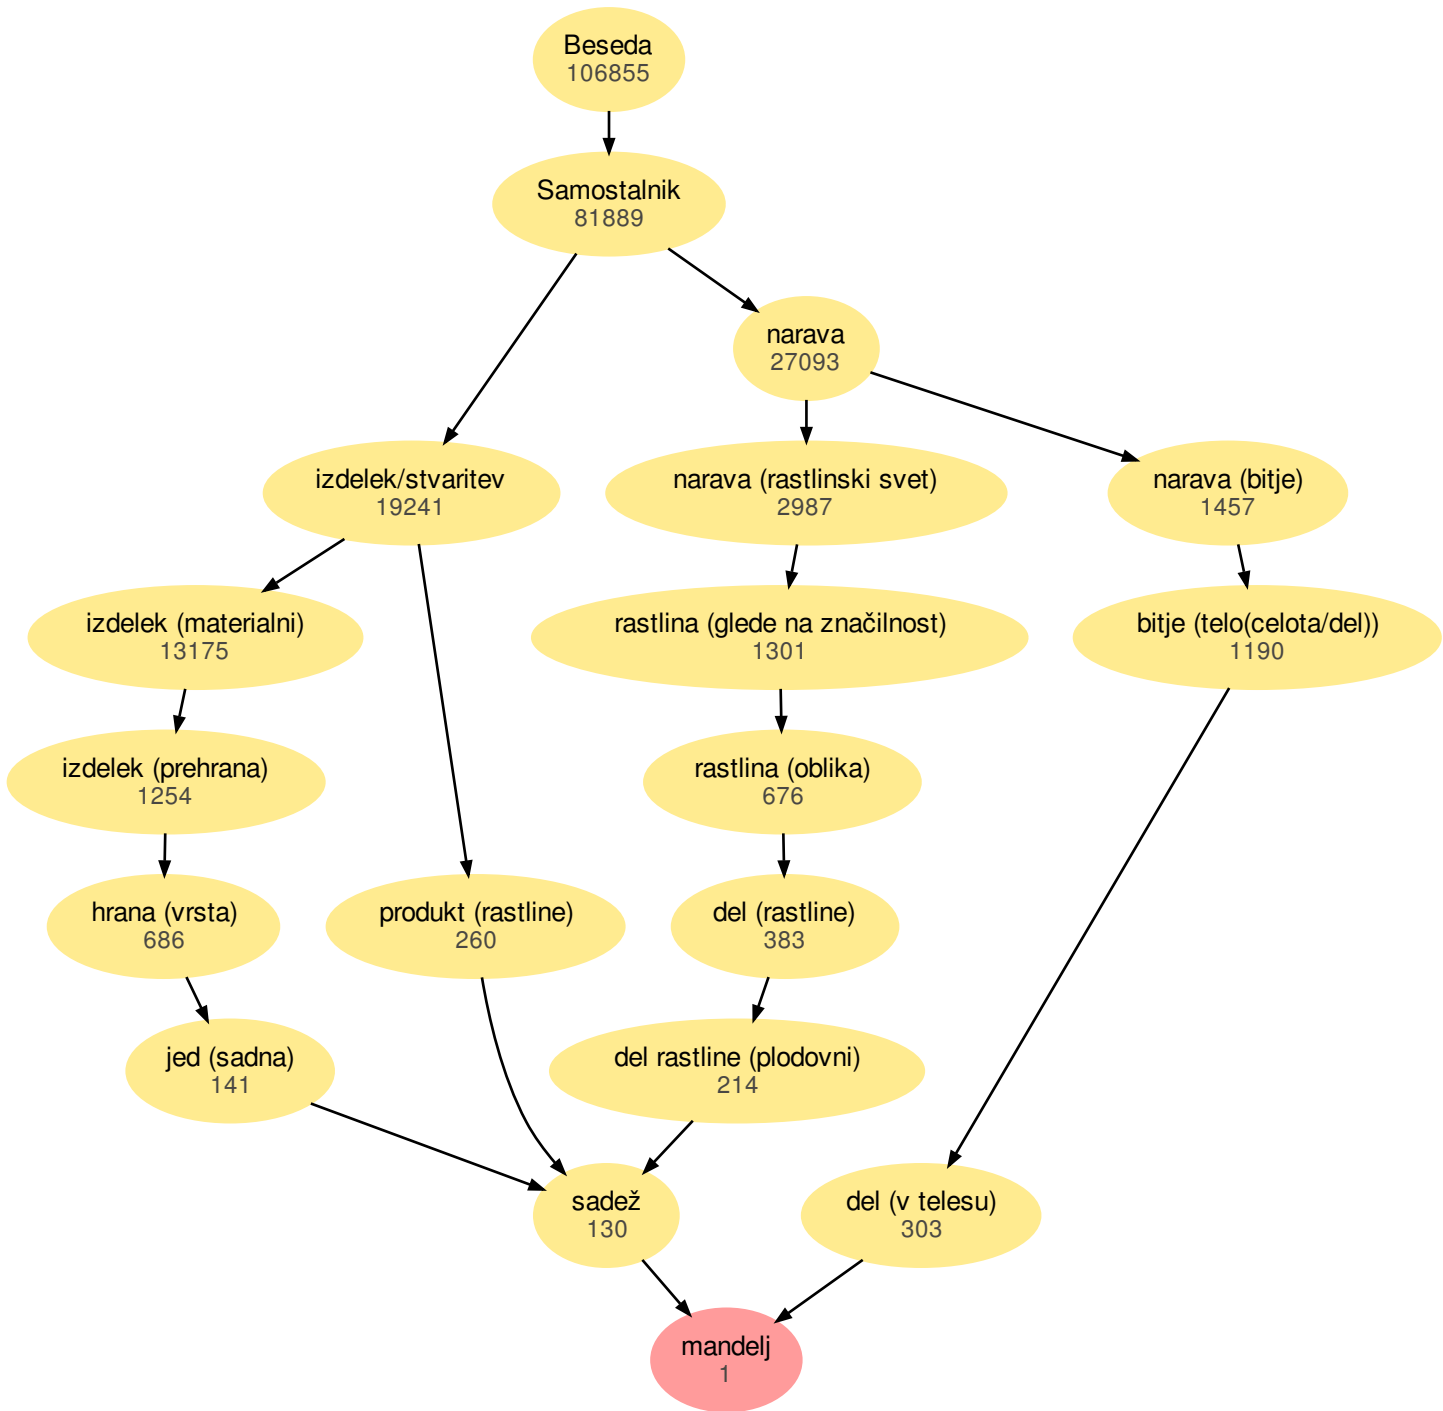 Beseda
106855
Samostalnik
81889
narava
27093
izdelek/stvaritev
19241
narava (rastlinski svet)
2987
narava (bitje)
1457
izdelek (materialni)
13175
rastlina (glede na značilnost)
1301
bitje (telo(celota/del))
1190
izdelek (prehrana)
1254
rastlina (oblika)
676
hrana (vrsta)
686
produkt (rastline)
260
del (rastline)
383
jed (sadna)
141
del rastline (plodovni)
214
sadež
130
del (v telesu)
303
mandelj
1